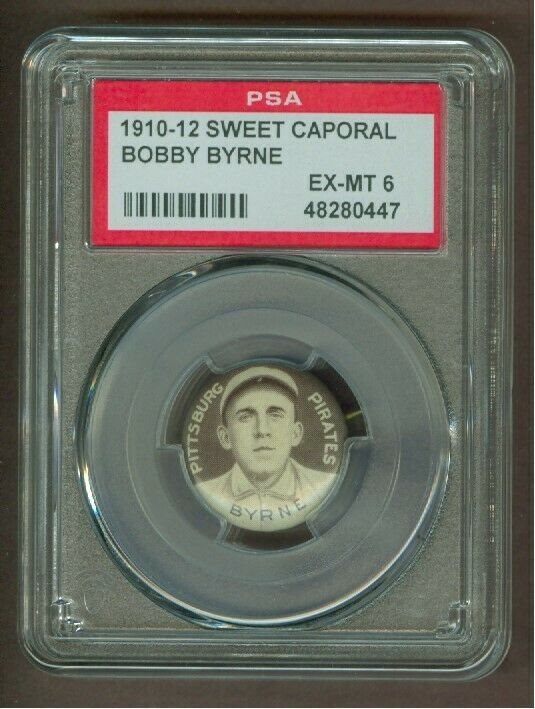 PSA
1910-12 SWEET CAPORAL
BOBBY BYRNE
EX-MT 6
48280447
PITTSBURG
PIRATES
BYRNE